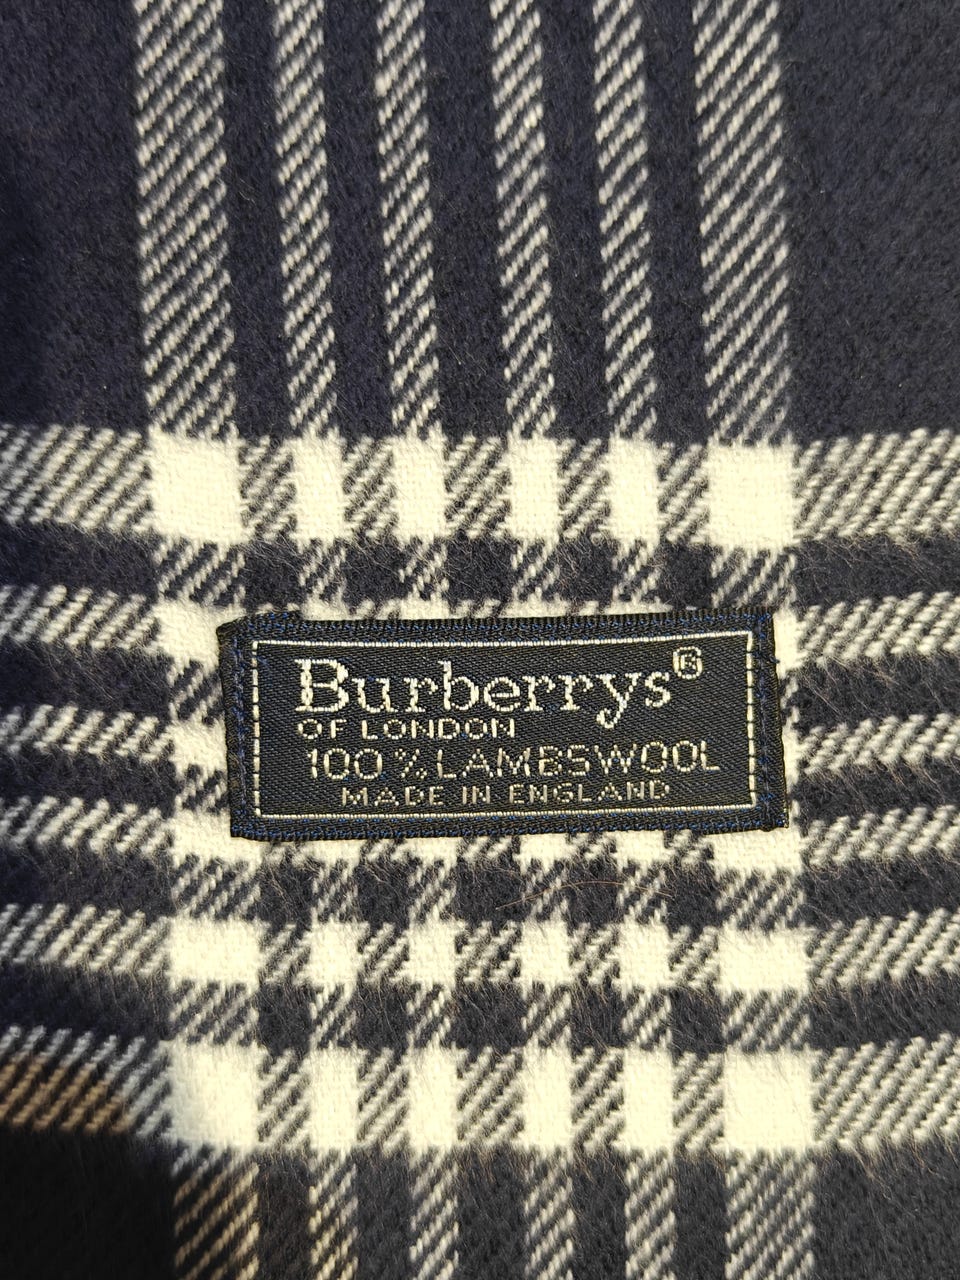 Burberrys®
OF LONDON
100% LAMBSWOOL
MADE IN ENGLAND